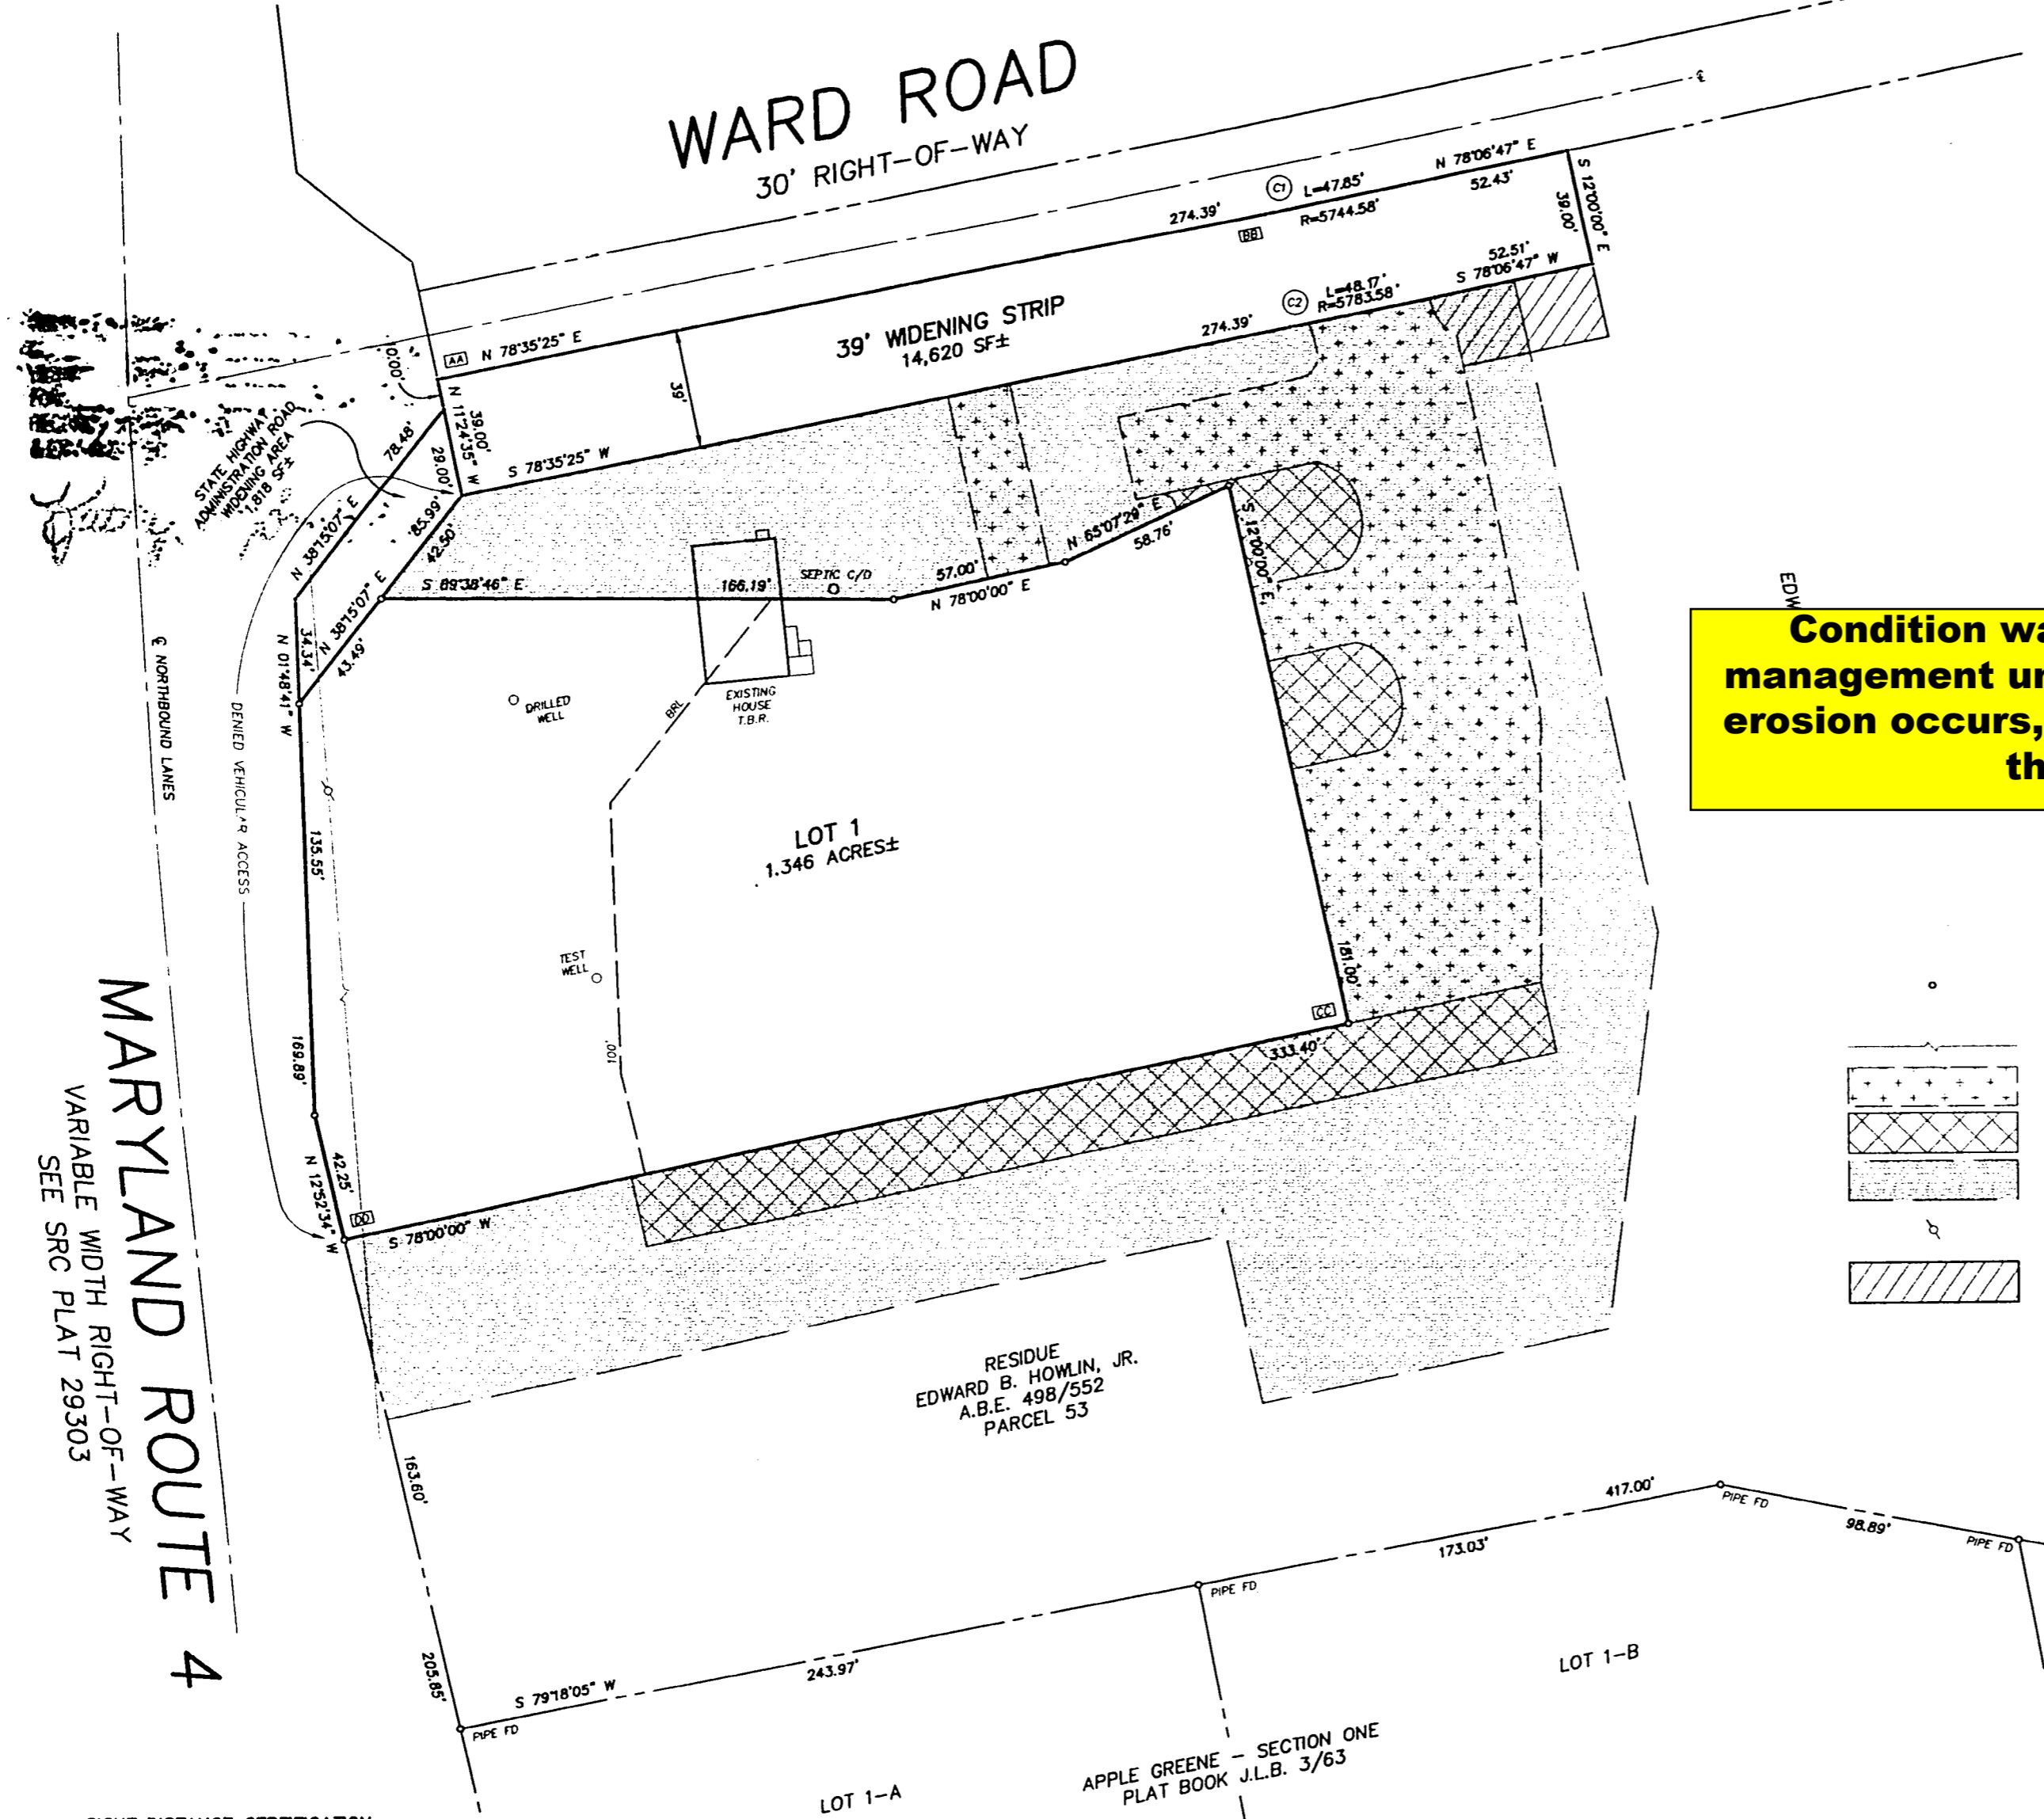 WARD ROAD
30' RIGHT-OF-WAY
℄
N 78°06'47" E
52.43'
C1 L=47.85'
R=5744.58'
274.39'
BB
S 12°00'00" E
39.00'
52.51'
S 78°06'47" W
C2 L=48.17'
R=5783.58'
274.39'
39' WIDENING STRIP
14,620 SF±
39'
AA N 78°35'25" E
N 11°24'35" W
39.00'
29.00'
S 78°35'25" W
78.48'
N 38°15'07" E
STATE HIGHWAY
ADMINISTRATION ROAD
WIDENING AREA
1,818 SF±
85.99'
42.50'
N 38°15'07" E
43.49'
34.34'
N 01°48'41" W
S 89°38'46" E
166.19'
SEPTIC C/D
57.00'
N 78°00'00" E
N 65°07'29" E
58.76'
S 12°00'00" E
181.00'
EXISTING
HOUSE
T.B.R.
BRL
DRILLED
WELL
LOT 1
1.346 ACRES±
TEST
WELL
100'
CC
333.40'
DD
S 78°00'00" W
135.55'
169.89'
42.25'
N 12°52'34" W
DENIED VEHICULAR ACCESS
℄ NORTHBOUND LANES
MARYLAND ROUTE 4
VARIABLE WIDTH RIGHT-OF-WAY
SEE SRC PLAT 29303
EDW
Condition wa
management un
erosion occurs,
th
RESIDUE
EDWARD B. HOWLIN, JR.
A.B.E. 498/552
PARCEL 53
163.60'
205.85'
417.00'
PIPE FD
98.89'
PIPE FD
173.03'
PIPE FD
243.97'
S 79°18'05" W
PIPE FD
LOT 1-B
APPLE GREENE - SECTION ONE
PLAT BOOK J.L.B. 3/63
LOT 1-A